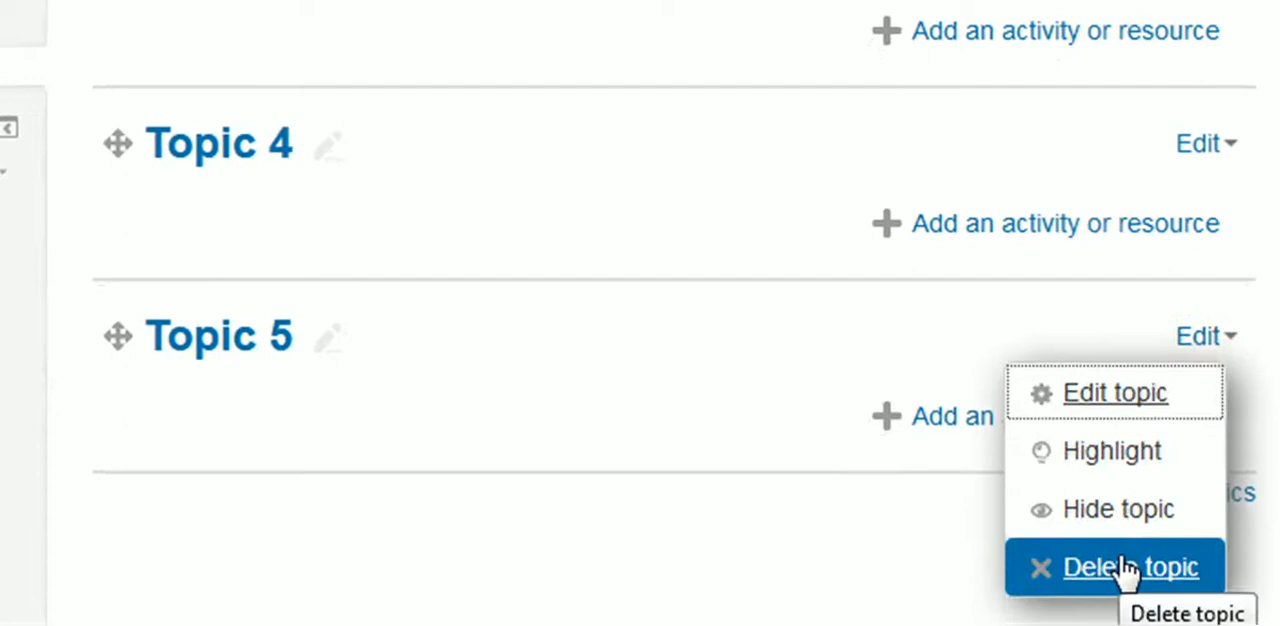 Add an activity or resource
Topic 4
Edit
Add an activity or resource
Topic 5
Edit
Edit topic
Add an
Highlight
ics
Hide topic
Delete topic
Delete topic